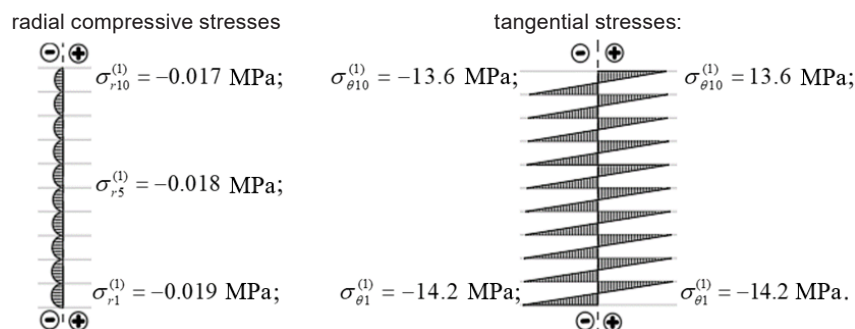 radial compressive stresses
tangential stresses:
⊖ ⊕
⊖ ⊕
σ_{r10}^{(1)} = −0.017 MPa;
σ_{θ10}^{(1)} = −13.6 MPa;
σ_{θ10}^{(1)} = 13.6 MPa;
σ_{r5}^{(1)} = −0.018 MPa;
σ_{r1}^{(1)} = −0.019 MPa;
σ_{θ1}^{(1)} = −14.2 MPa;
σ_{θ1}^{(1)} = −14.2 MPa.
⊖ ⊕
⊖ ⊕